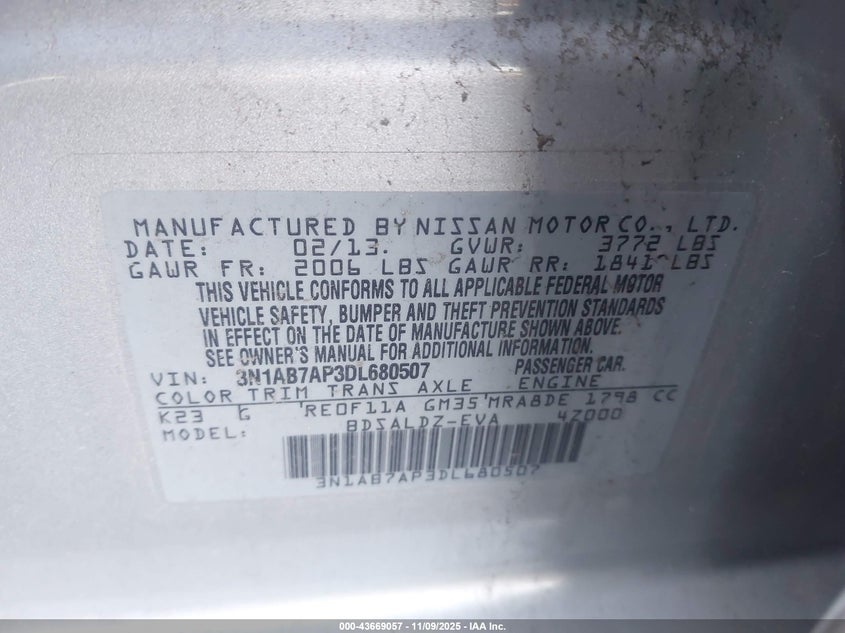 MANUFACTURED BY NISSAN MOTOR CO., LTD.
DATE: 02/13. GVWR: 3772 LBS
GAWR FR: 2006 LBS GAWR RR: 1841 LBS
THIS VEHICLE CONFORMS TO ALL APPLICABLE FEDERAL MOTOR
VEHICLE SAFETY, BUMPER AND THEFT PREVENTION STANDARDS
IN EFFECT ON THE DATE OF MANUFACTURE SHOWN ABOVE.
SEE OWNER'S MANUAL FOR ADDITIONAL INFORMATION.
VIN: 3N1AB7AP3DL680507 PASSENGER CAR.
COLOR TRIM TRANS AXLE ENGINE
K23 G RE0F11A GM35 MRA8DE 1798 CC
MODEL: BDSALDZ-EVA 4Z000
3N1AB7AP3DL680507
000-43669057 - 11/09/2025 - IAA Inc.